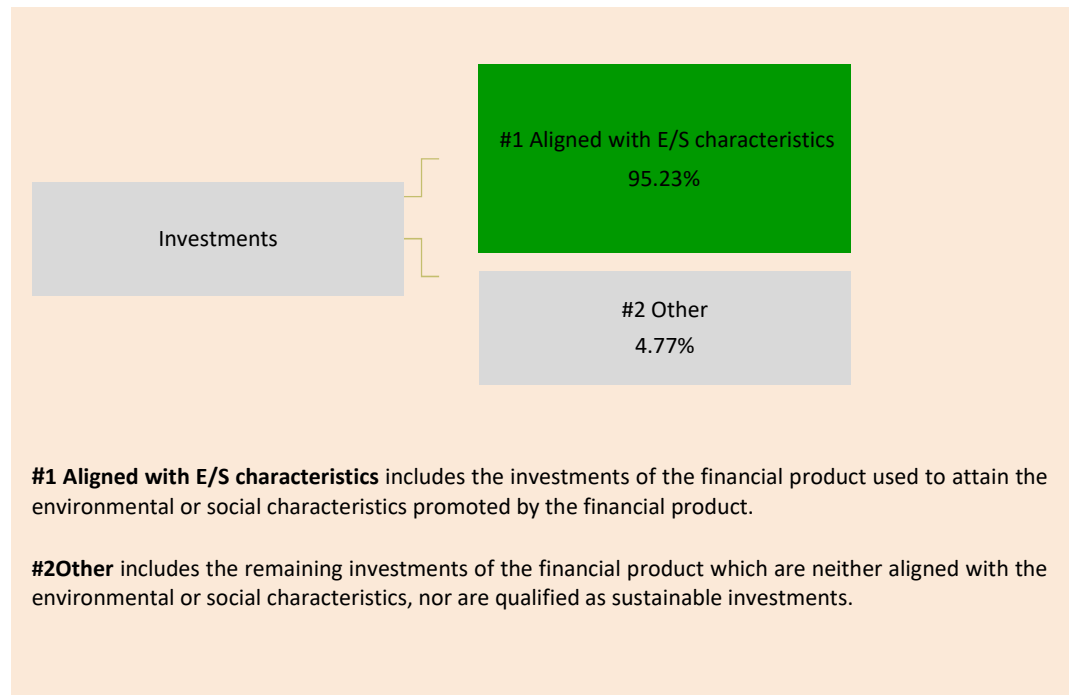 #1 Aligned with E/S characteristics
95.23%
Investments
#2 Other
4.77%
#1 Aligned with E/S characteristics includes the investments of the financial product used to attain the
environmental or social characteristics promoted by the financial product.
#2Other includes the remaining investments of the financial product which are neither aligned with the
environmental or social characteristics, nor are qualified as sustainable investments.